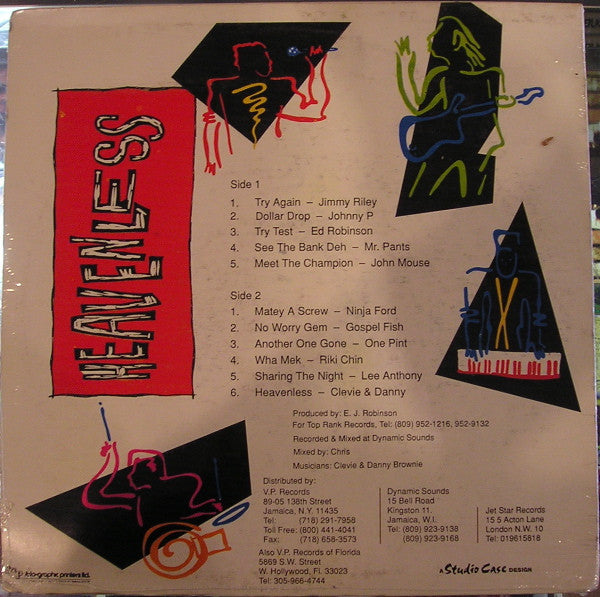 HEAVENLESS
Side 1
1. Try Again – Jimmy Riley
2. Dollar Drop – Johnny P
3. Try Test – Ed Robinson
4. See The Bank Deh – Mr. Pants
5. Meet The Champion – John Mouse
Side 2
1. Matey A Screw – Ninja Ford
2. No Worry Gem – Gospel Fish
3. Another One Gone – One Pint
4. Wha Mek – Riki Chin
5. Sharing The Night – Lee Anthony
6. Heavenless – Clevie & Danny
Produced by: E. J. Robinson
For Top Rank Records, Tel: (809) 952-1216, 952-9132
Recorded & Mixed at Dynamic Sounds
Mixed by: Chris
Musicians: Clevie & Danny Brownie
Distributed by:
V.P. Records
89-05 138th Street
Jamaica, N.Y. 11435
Tel: (718) 291-7958
Toll Free: (800) 441-4041
Fax: (718) 658-3573
Also V.P. Records of Florida
5869 S.W. Street
W. Hollywood, Fl. 33023
Tel: 305-966-4744
Dynamic Sounds
15 Bell Road
Kingston 11.
Jamaica, W.I.
Tel: (809) 923-9138
(809) 923-9168
Jet Star Records
15 5 Acton Lane
London N.W. 10
Tel: 019615818
A Studio Case DESIGN
printers ltd.